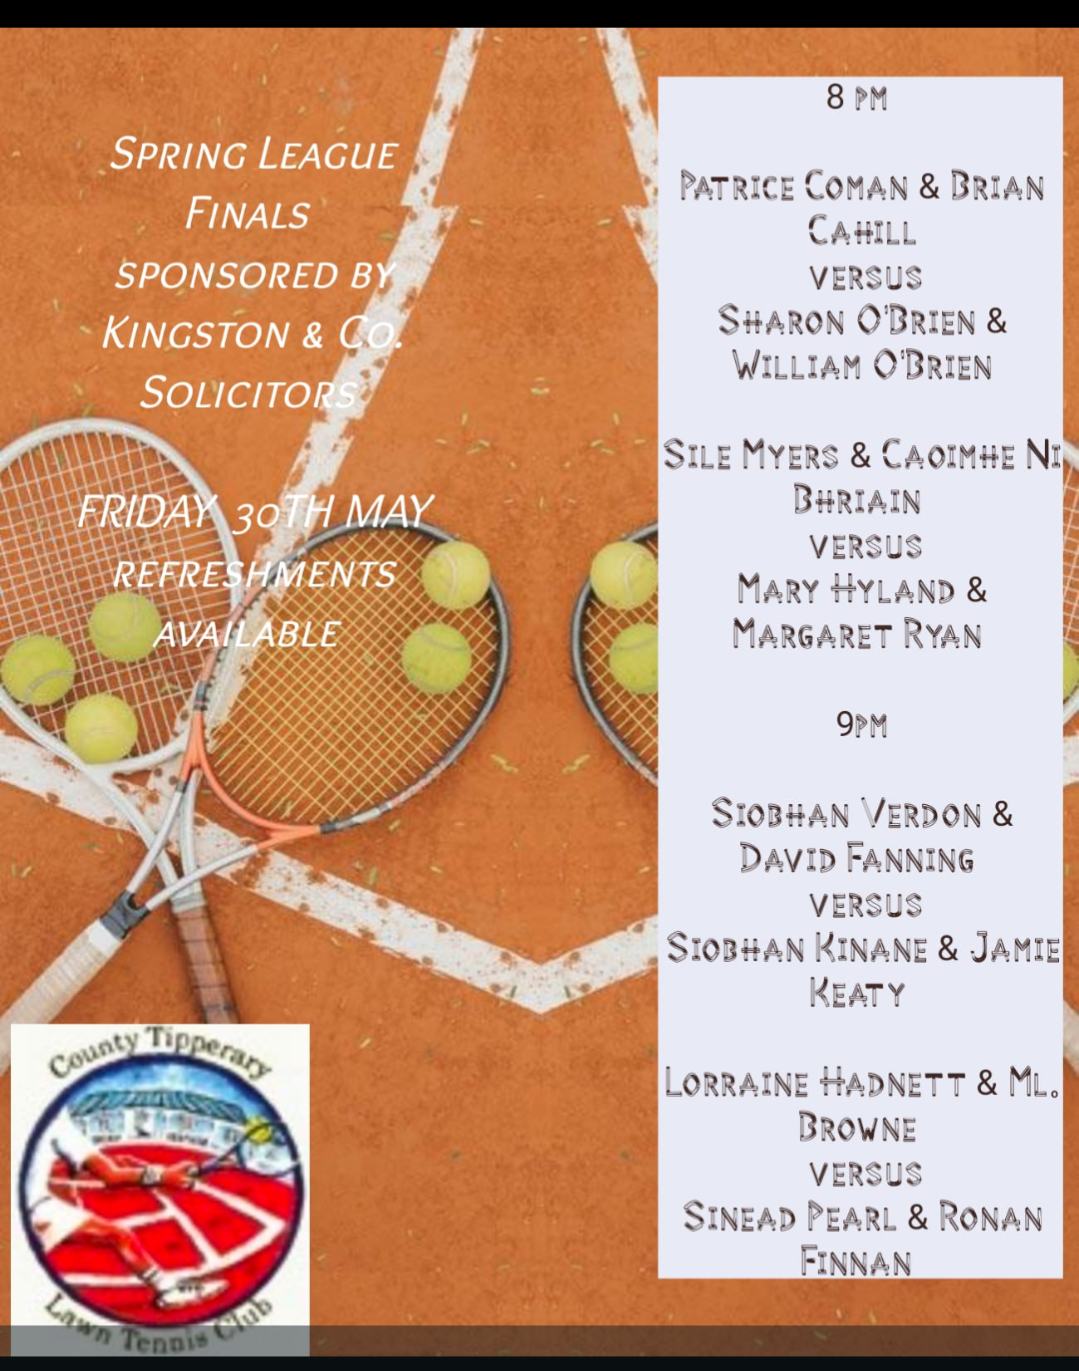 Spring League
Finals
sponsored by
Kingston & Co.
Solicitors
FRIDAY 30TH MAY
refreshments
available
8 pm
Patrice Coman & Brian
Cahill
versus
Sharon O'Brien &
William O'Brien
Sile Myers & Caoimhe Ni
Bhriain
versus
Mary Hyland &
Margaret Ryan
9pm
Siobhan Verdon &
David Fanning
versus
Siobhan Kinane & Jamie
Keaty
Lorraine Hadnett & Ml.
Browne
versus
Sinead Pearl & Ronan
Finnan
County Tipperary
Lawn Tennis Club